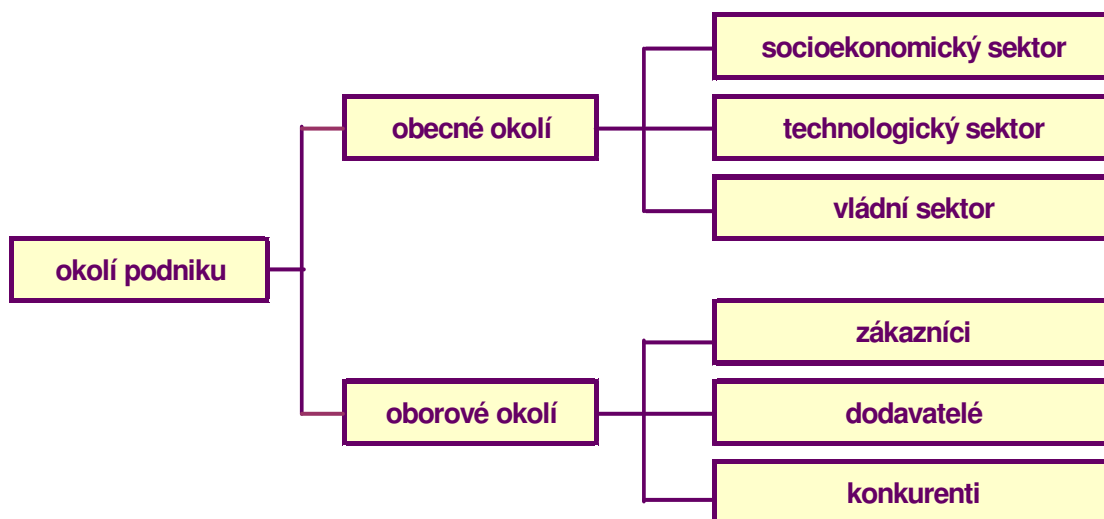 socioekonomický sektor
obecné okolí
technologický sektor
vládní sektor
okolí podniku
zákazníci
oborové okolí
dodavatelé
konkurenti